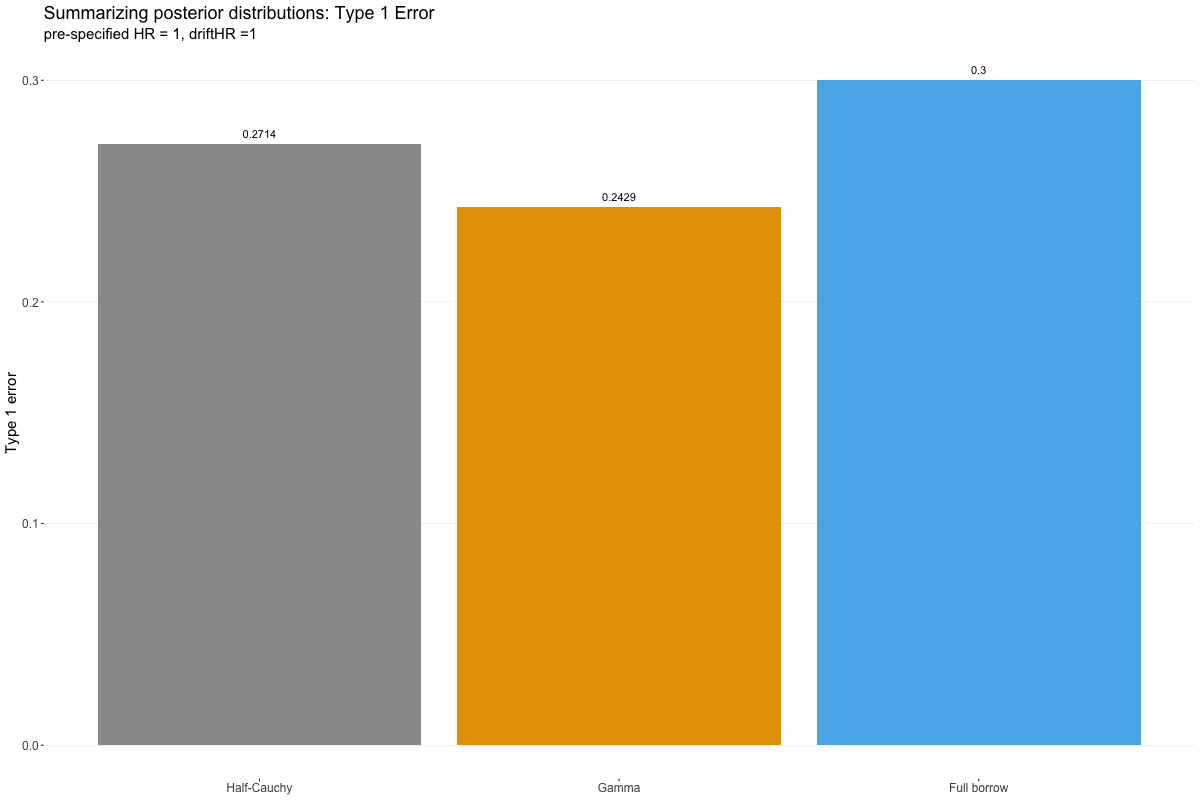 Summarizing posterior distributions: Type 1 Error
pre-specified HR = 1, driftHR =1
Type 1 error
0.3
0.2
0.1
0.0
0.2714
0.2429
0.3
Half-Cauchy
Gamma
Full borrow